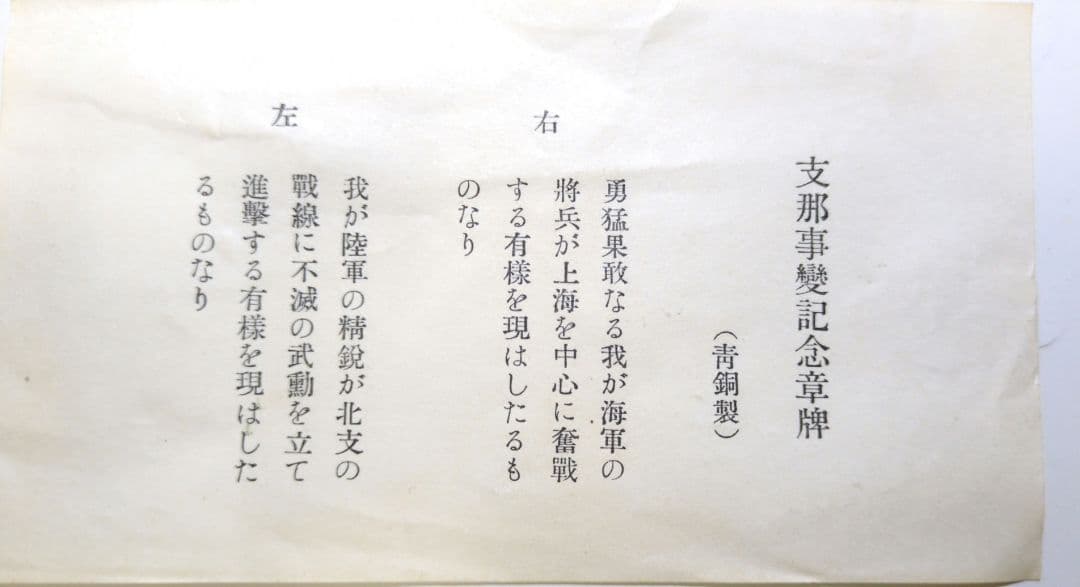 支那事變記念章牌
（靑銅製）
右
勇猛果敢なる我が海軍の
將兵が上海を中心に奮戰
する有樣を現はしたるも
のなり
左
我が陸軍の精銳が北支の
戰線に不滅の武勳を立て
進擊する有樣を現はした
るものなり